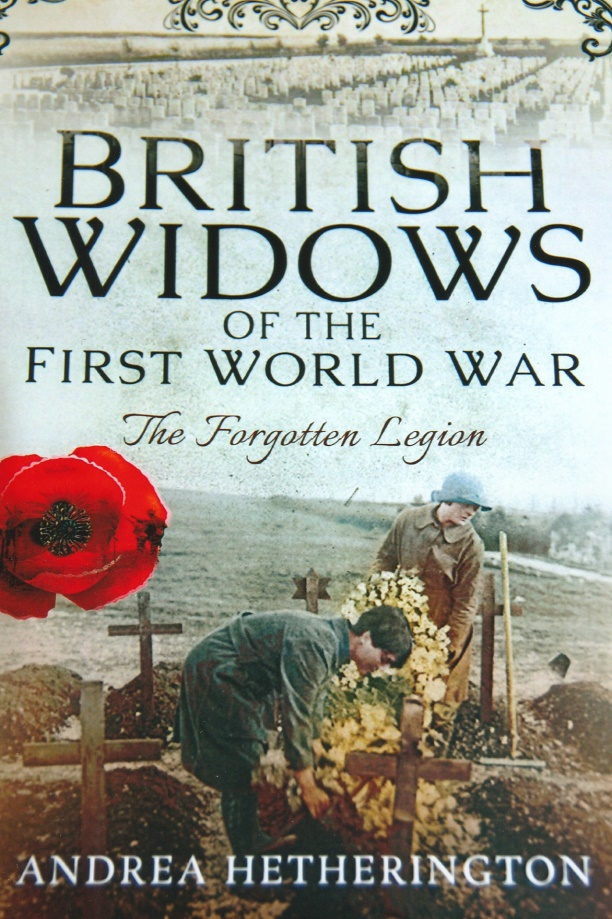 BRITISH
WIDOWS
OF THE
FIRST WORLD WAR
The Forgotten Legion
ANDREA HETHERINGTON